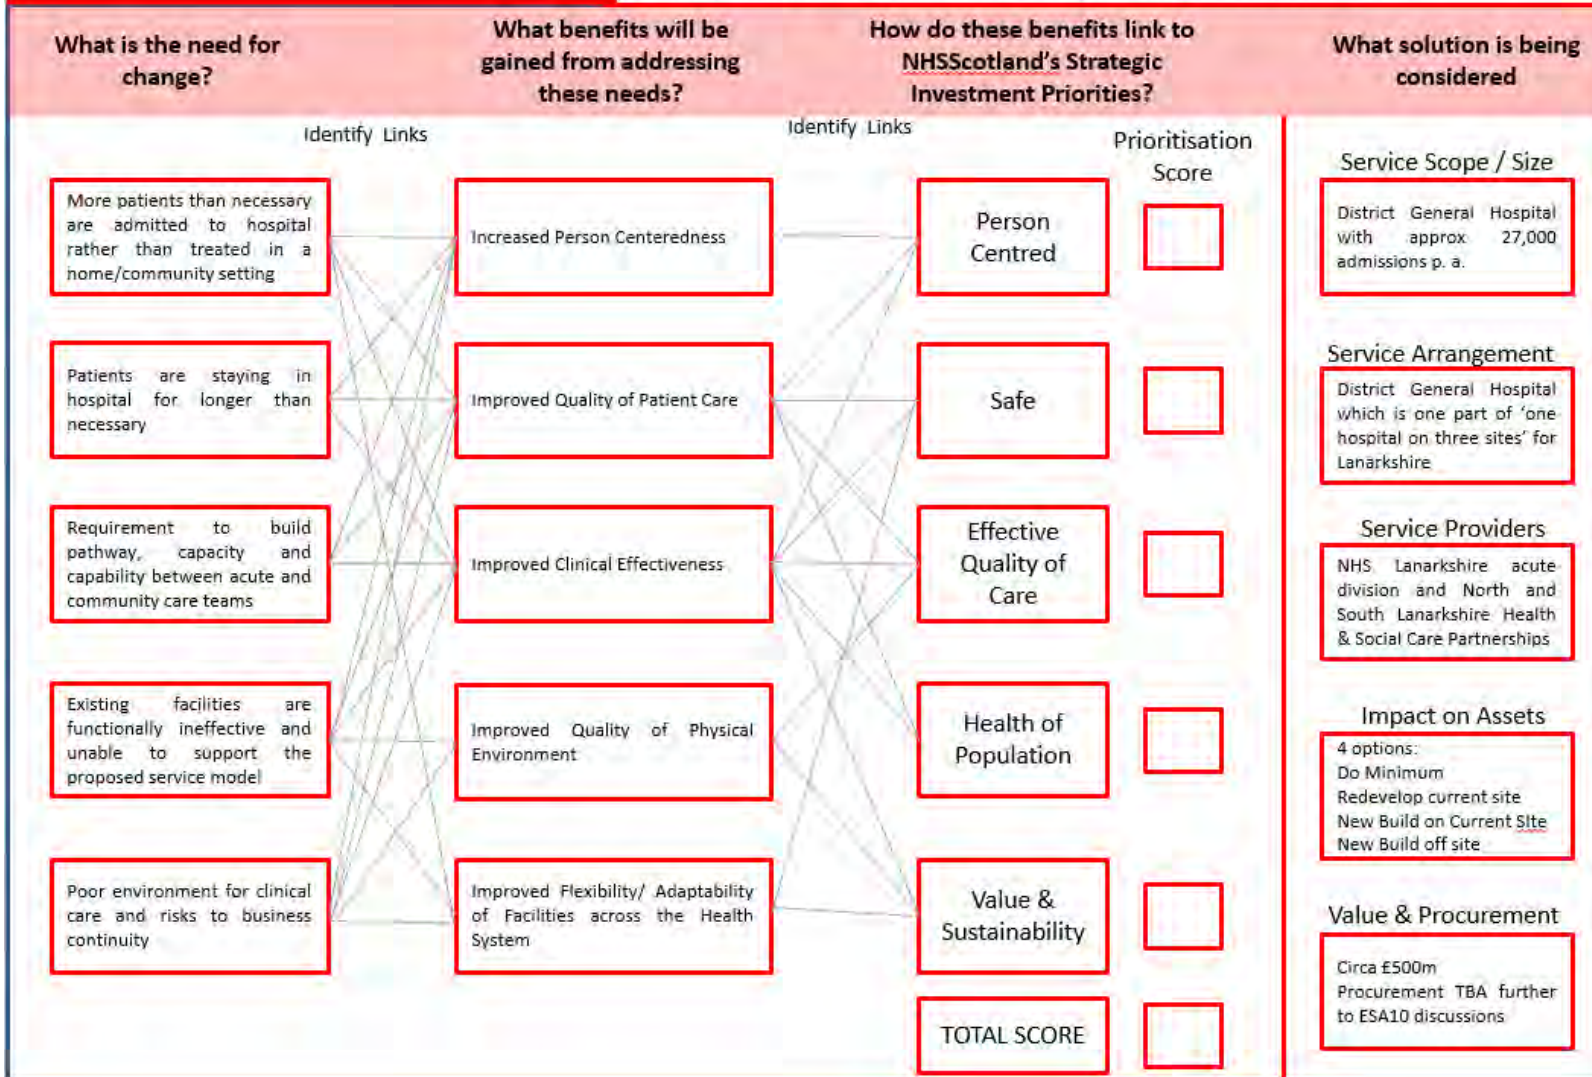 What is the need for
change?
What benefits will be
gained from addressing
these needs?
How do these benefits link to
NHSScotland's Strategic
Investment Priorities?
What solution is being
considered
Identify Links
Identify Links
Prioritisation
Score
More patients than necessary
are admitted to hospital
rather than treated in a
home/community setting
Patients are staying in
hospital for longer than
necessary
Requirement to build
pathway, capacity and
capability between acute and
community care teams
Existing facilities are
functionally ineffective and
unable to support the
proposed service model
Poor environment for clinical
care and risks to business
continuity
Increased Person Centeredness
Improved Quality of Patient Care
Improved Clinical Effectiveness
Improved Quality of Physical
Environment
Improved Flexibility/ Adaptability
of Facilities across the Health
System
Person
Centred
Safe
Effective
Quality of
Care
Health of
Population
Value &
Sustainability
TOTAL SCORE
Service Scope / Size
District General Hospital
with approx 27,000
admissions p. a.
Service Arrangement
District General Hospital
which is one part of 'one
hospital on three sites' for
Lanarkshire
Service Providers
NHS Lanarkshire acute
division and North and
South Lanarkshire Health
& Social Care Partnerships
Impact on Assets
4 options:
Do Minimum
Redevelop current site
New Build on Current SIte
New Build off site
Value & Procurement
Circa £500m
Procurement TBA further
to ESA10 discussions